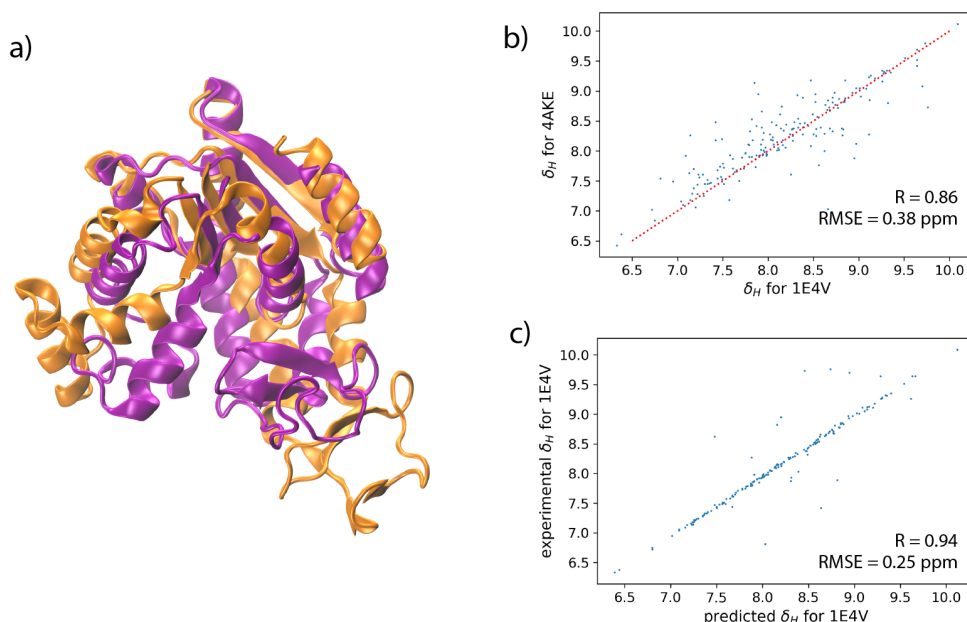 a)
b)
δH for 4AKE
10.0
9.5
9.0
8.5
8.0
7.5
7.0
6.5
R = 0.86
RMSE = 0.38 ppm
6.5 7.0 7.5 8.0 8.5 9.0 9.5 10.0
δH for 1E4V
c)
experimental δH for 1E4V
10.0
9.5
9.0
8.5
8.0
7.5
7.0
6.5
R = 0.94
RMSE = 0.25 ppm
6.5 7.0 7.5 8.0 8.5 9.0 9.5 10.0
predicted δH for 1E4V